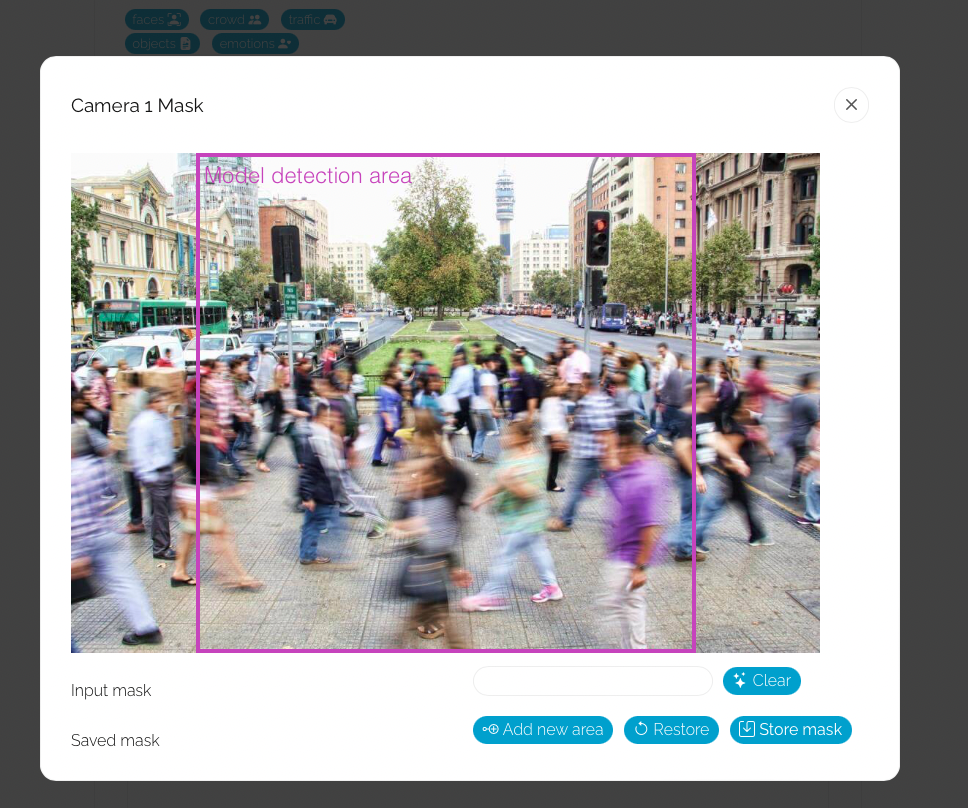 faces
crowd
traffic
objects
emotions
Camera 1 Mask
Model detection area
Input mask
Clear
Saved mask
Add new area
Restore
Store mask